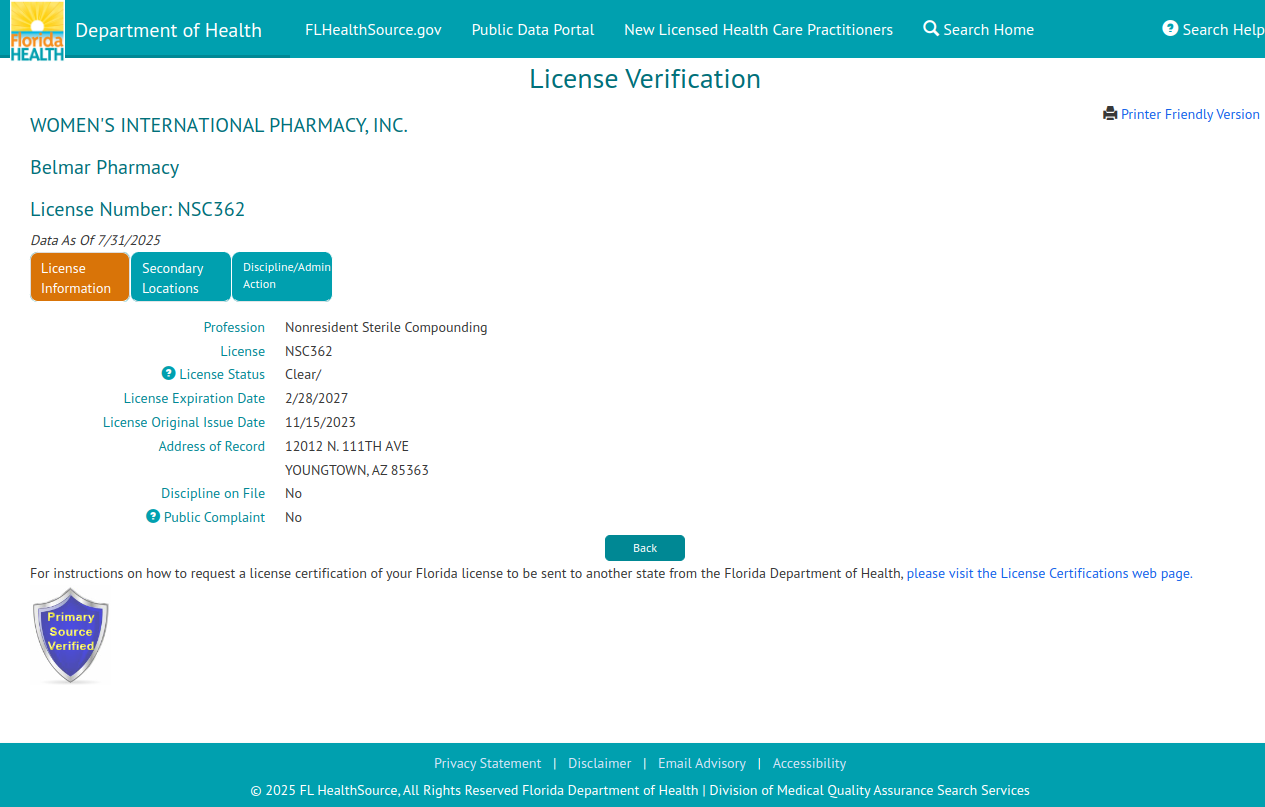 Florida
HEALTH
Department of Health
FLHealthSource.gov
Public Data Portal
New Licensed Health Care Practitioners
Search Home
Search Help
License Verification
Printer Friendly Version
WOMEN'S INTERNATIONAL PHARMACY, INC.
Belmar Pharmacy
License Number: NSC362
Data As Of 7/31/2025
License
Information
Secondary
Locations
Discipline/Admin
Action
Profession Nonresident Sterile Compounding
License NSC362
License Status Clear/
License Expiration Date 2/28/2027
License Original Issue Date 11/15/2023
Address of Record 12012 N. 111TH AVE
YOUNGTOWN, AZ 85363
Discipline on File No
Public Complaint No
Back
For instructions on how to request a license certification of your Florida license to be sent to another state from the Florida Department of Health, please visit the License Certifications web page.
Primary
Source
Verified
Privacy Statement | Disclaimer | Email Advisory | Accessibility
© 2025 FL HealthSource, All Rights Reserved Florida Department of Health | Division of Medical Quality Assurance Search Services